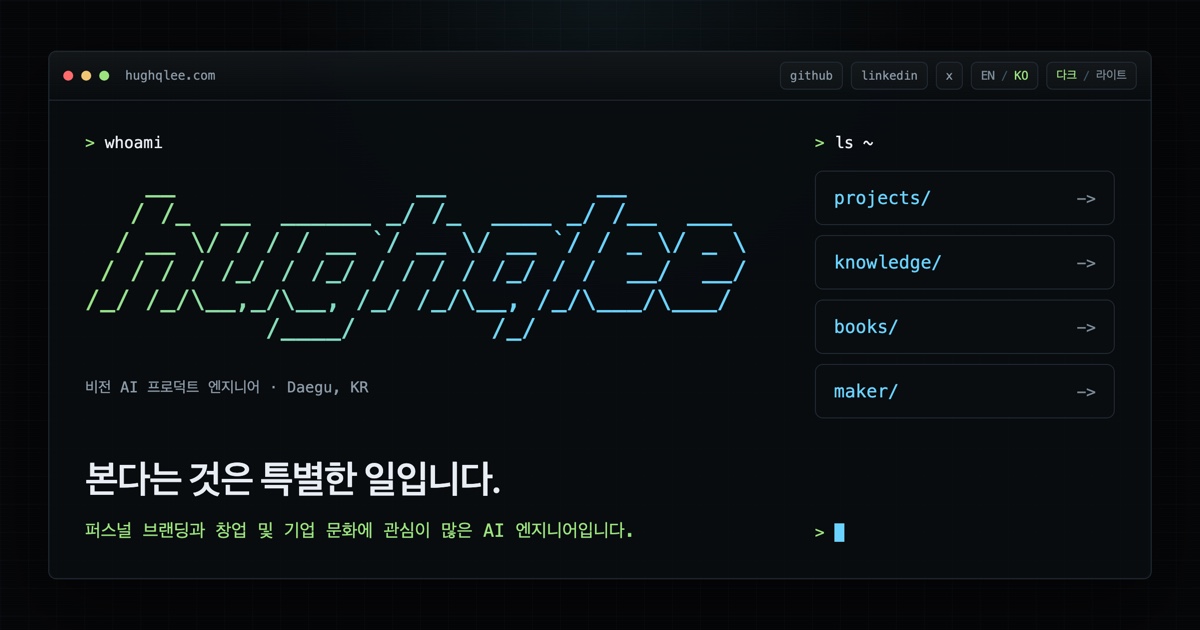 hughqlee.com
github
linkedin
x
EN / KO
다크 / 라이트
> whoami
hughqlee
비전 AI 프로덕트 엔지니어 · Daegu, KR
본다는 것은 특별한 일입니다.
퍼스널 브랜딩과 창업 및 기업 문화에 관심이 많은 AI 엔지니어입니다.
> ls ~
projects/ —>
knowledge/ —>
books/ —>
maker/ —>
>